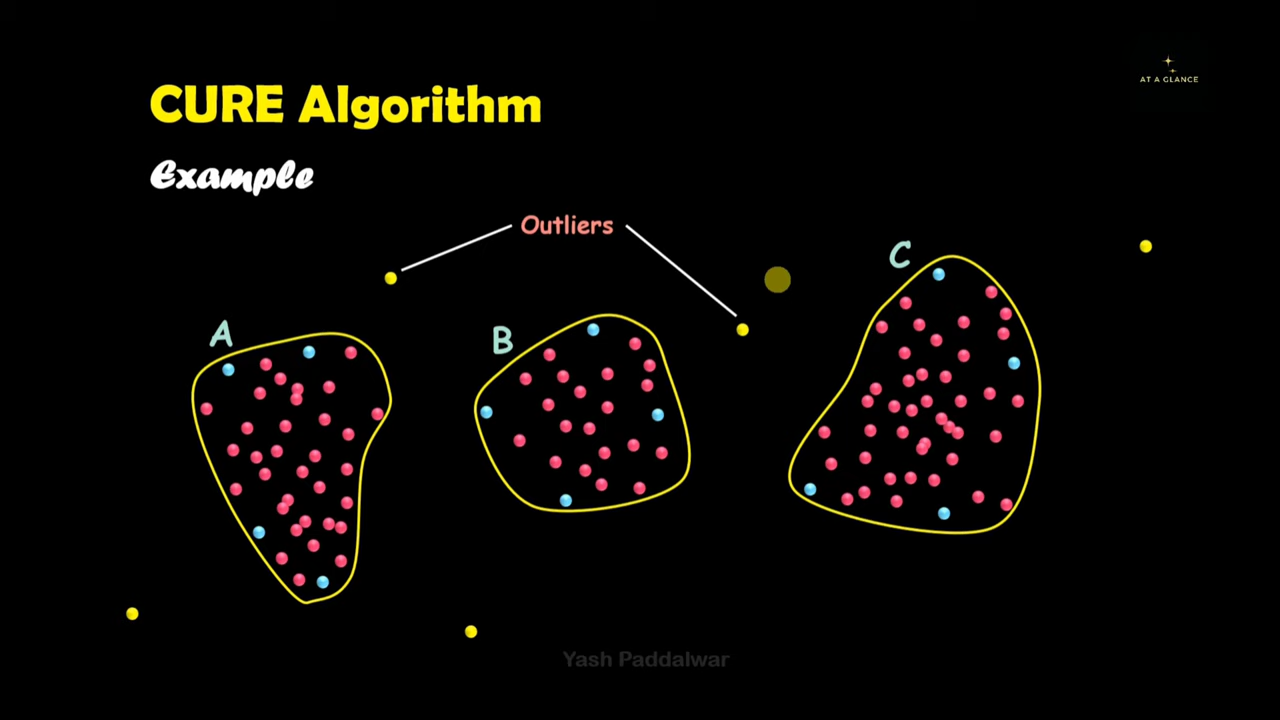 AT A GLANCE
CURE Algorithm
Example
Outliers
C
A
B
Yash Paddalwar